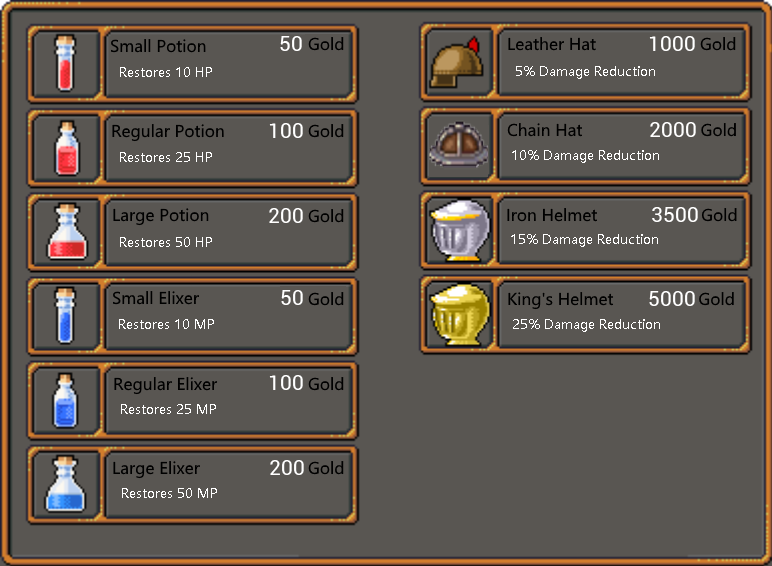 Small Potion 50 Gold
Restores 10 HP
Regular Potion 100 Gold
Restores 25 HP
Large Potion 200 Gold
Restores 50 HP
Small Elixer 50 Gold
Restores 10 MP
Regular Elixer 100 Gold
Restores 25 MP
Large Elixer 200 Gold
Restores 50 MP
Leather Hat 1000 Gold
5% Damage Reduction
Chain Hat 2000 Gold
10% Damage Reduction
Iron Helmet 3500 Gold
15% Damage Reduction
King's Helmet 5000 Gold
25% Damage Reduction